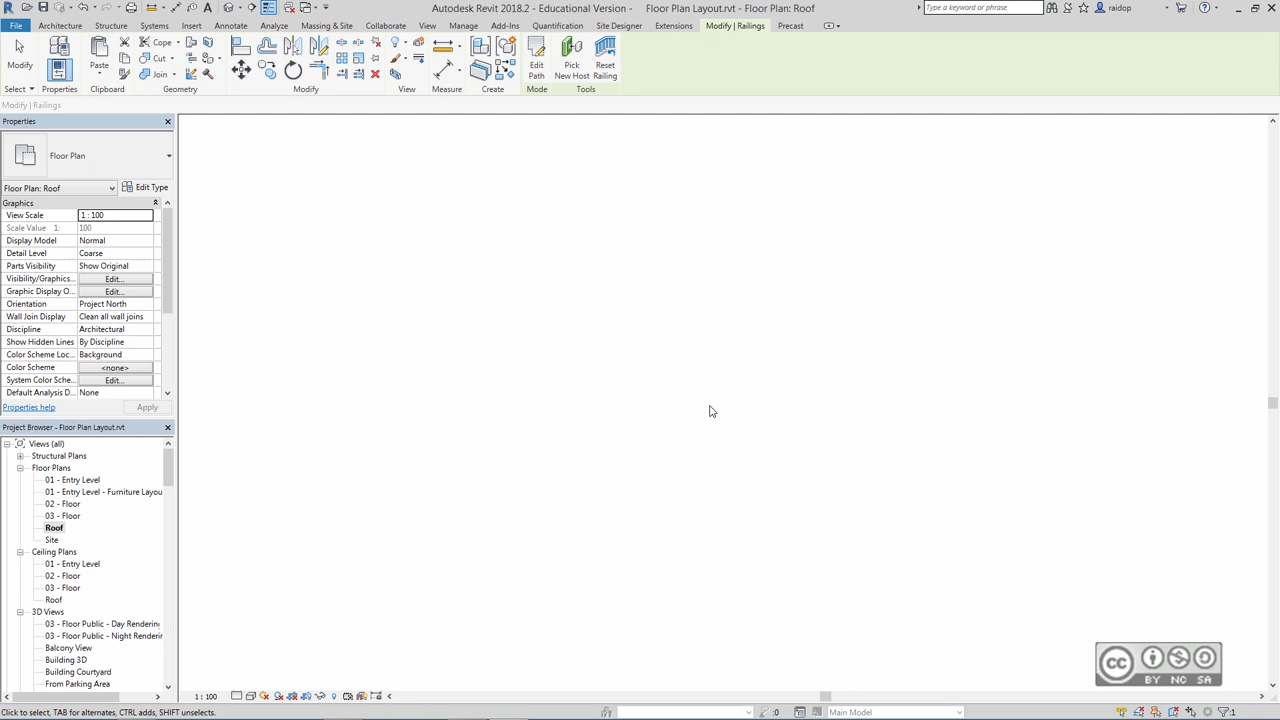 Autodesk Revit 2018.2 - Educational Version - Floor Plan Layout.rvt - Floor Plan: Roof
Type a keyword or phrase
raidop
File Architecture Structure Systems Insert Annotate Analyze Massing & Site Collaborate View Manage Add-Ins Quantification Site Designer Extensions Modify | Railings Precast
Cope
Cut
Join
Modify
Paste
Edit Path
Pick New Host
Reset Railing
Select Properties Clipboard Geometry Modify View Measure Create Mode Tools
Modify | Railings
Properties
Floor Plan
Floor Plan: Roof Edit Type
Graphics
View Scale 1 : 100
Scale Value 1: 100
Display Model Normal
Detail Level Coarse
Parts Visibility Show Original
Visibility/Graphics... Edit...
Graphic Display O... Edit...
Orientation Project North
Wall Join Display Clean all wall joins
Discipline Architectural
Show Hidden Lines By Discipline
Color Scheme Loc... Background
Color Scheme <none>
System Color Sche... Edit...
Default Analysis D... None
Properties help Apply
Project Browser - Floor Plan Layout.rvt
Views (all)
Structural Plans
Floor Plans
01 - Entry Level
01 - Entry Level - Furniture Layou
02 - Floor
03 - Floor
Roof
Site
Ceiling Plans
01 - Entry Level
02 - Floor
03 - Floor
Roof
3D Views
03 - Floor Public - Day Rendering
03 - Floor Public - Night Renderin
Balcony View
Building 3D
Building Courtyard
From Parking Area
1 : 100
cc
BY NC SA
Click to select, TAB for alternates, CTRL adds, SHIFT unselects.
:0
Main Model
:1